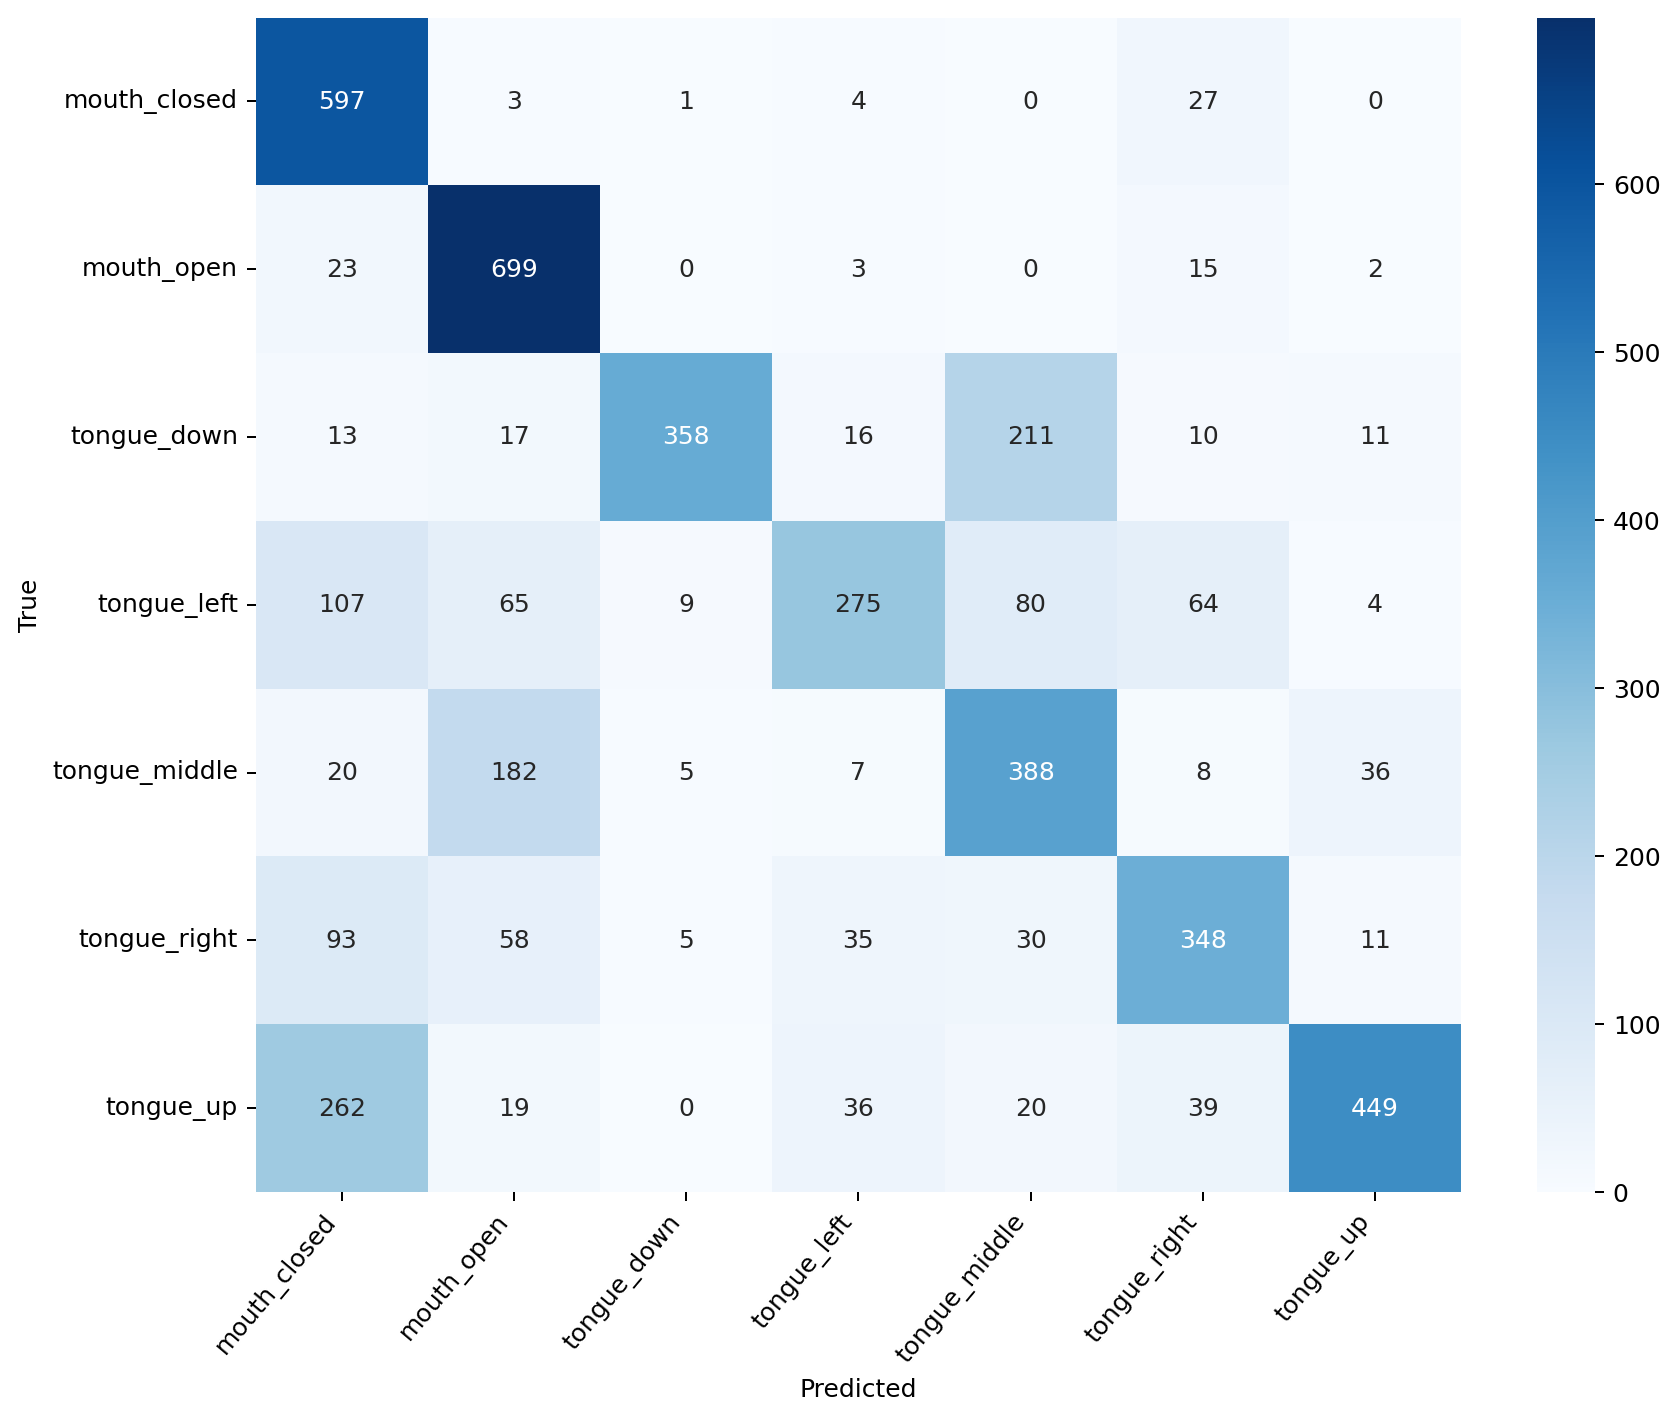 mouth_closed 597 3 1 4 0 27 0
mouth_open 23 699 0 3 0 15 2
tongue_down 13 17 358 16 211 10 11
tongue_left 107 65 9 275 80 64 4
tongue_middle 20 182 5 7 388 8 36
tongue_right 93 58 5 35 30 348 11
tongue_up 262 19 0 36 20 39 449
True
mouth_closed mouth_open tongue_down tongue_left tongue_middle tongue_right tongue_up
Predicted
600
500
400
300
200
100
0